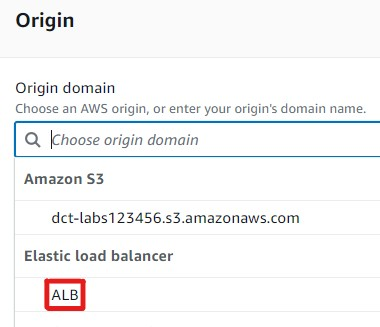 Origin
Origin domain
Choose an AWS origin, or enter your origin's domain name.
Choose origin domain
Amazon S3
dct-labs123456.s3.amazonaws.com
Elastic load balancer
ALB